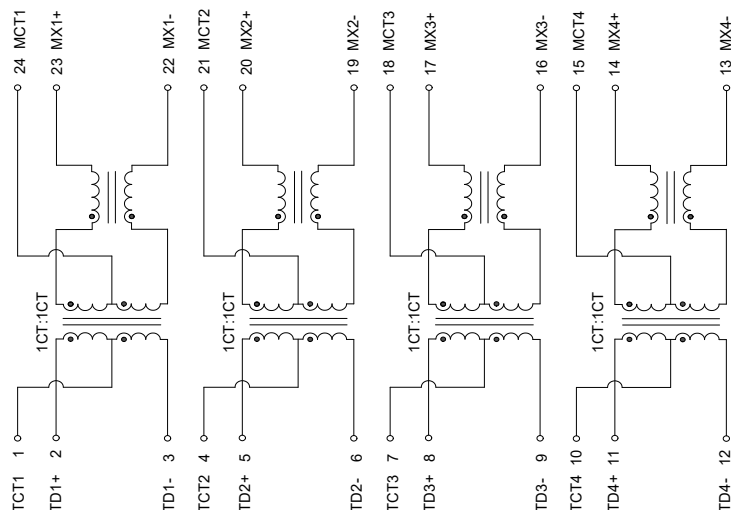 24 MCT1
23 MX1+
22 MX1-
21 MCT2
20 MX2+
19 MX2-
18 MCT3
17 MX3+
16 MX3-
15 MCT4
14 MX4+
13 MX4-
1CT:1CT
1CT:1CT
1CT:1CT
1CT:1CT
TCT1 1
TD1+ 2
TD1- 3
TCT2 4
TD2+ 5
TD2- 6
TCT3 7
TD3+ 8
TD3- 9
TCT4 10
TD4+ 11
TD4- 12